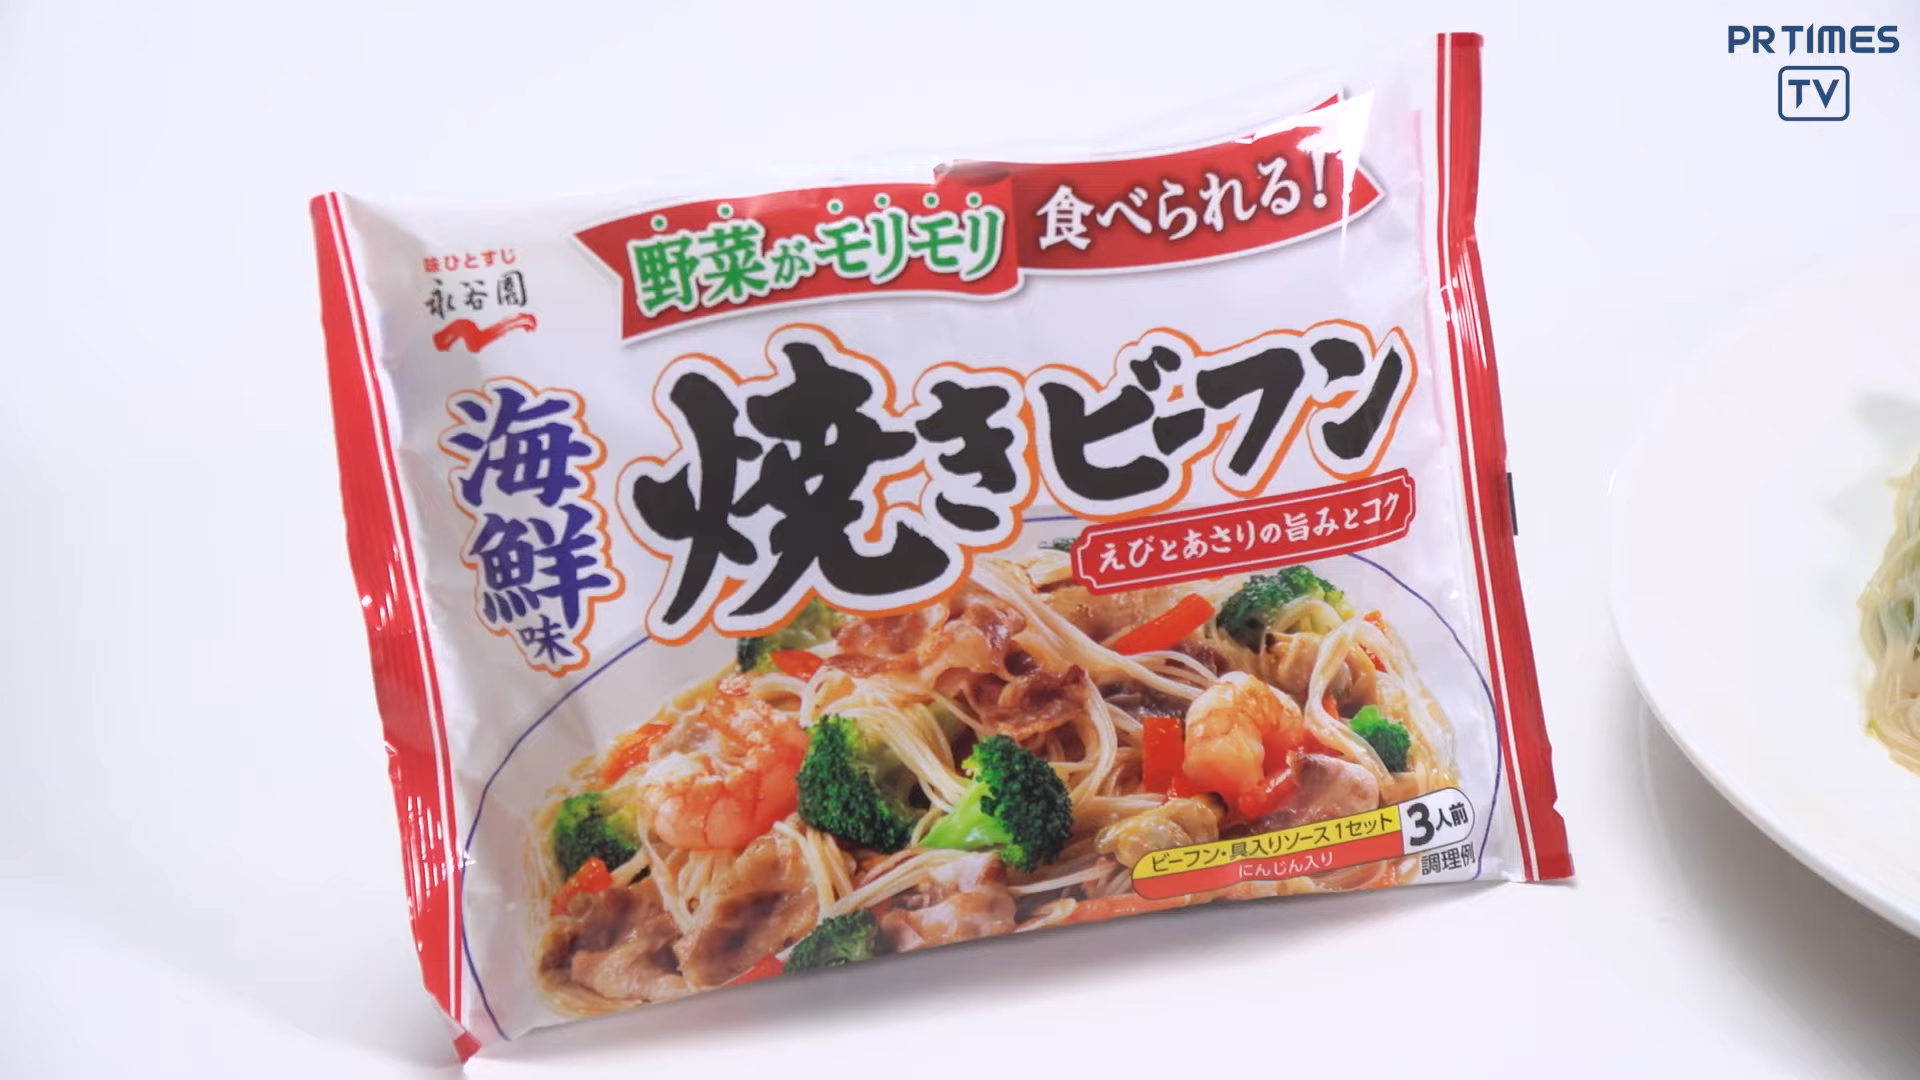 PR TIMES
TV
野菜がモリモリ 食べられる!
味ひとすじ
永谷園
海鮮味
焼きビーフン
えびとあさりの旨みとコク
ビーフン・具入りソース 1セット
にんじん入り
3人前
調理例